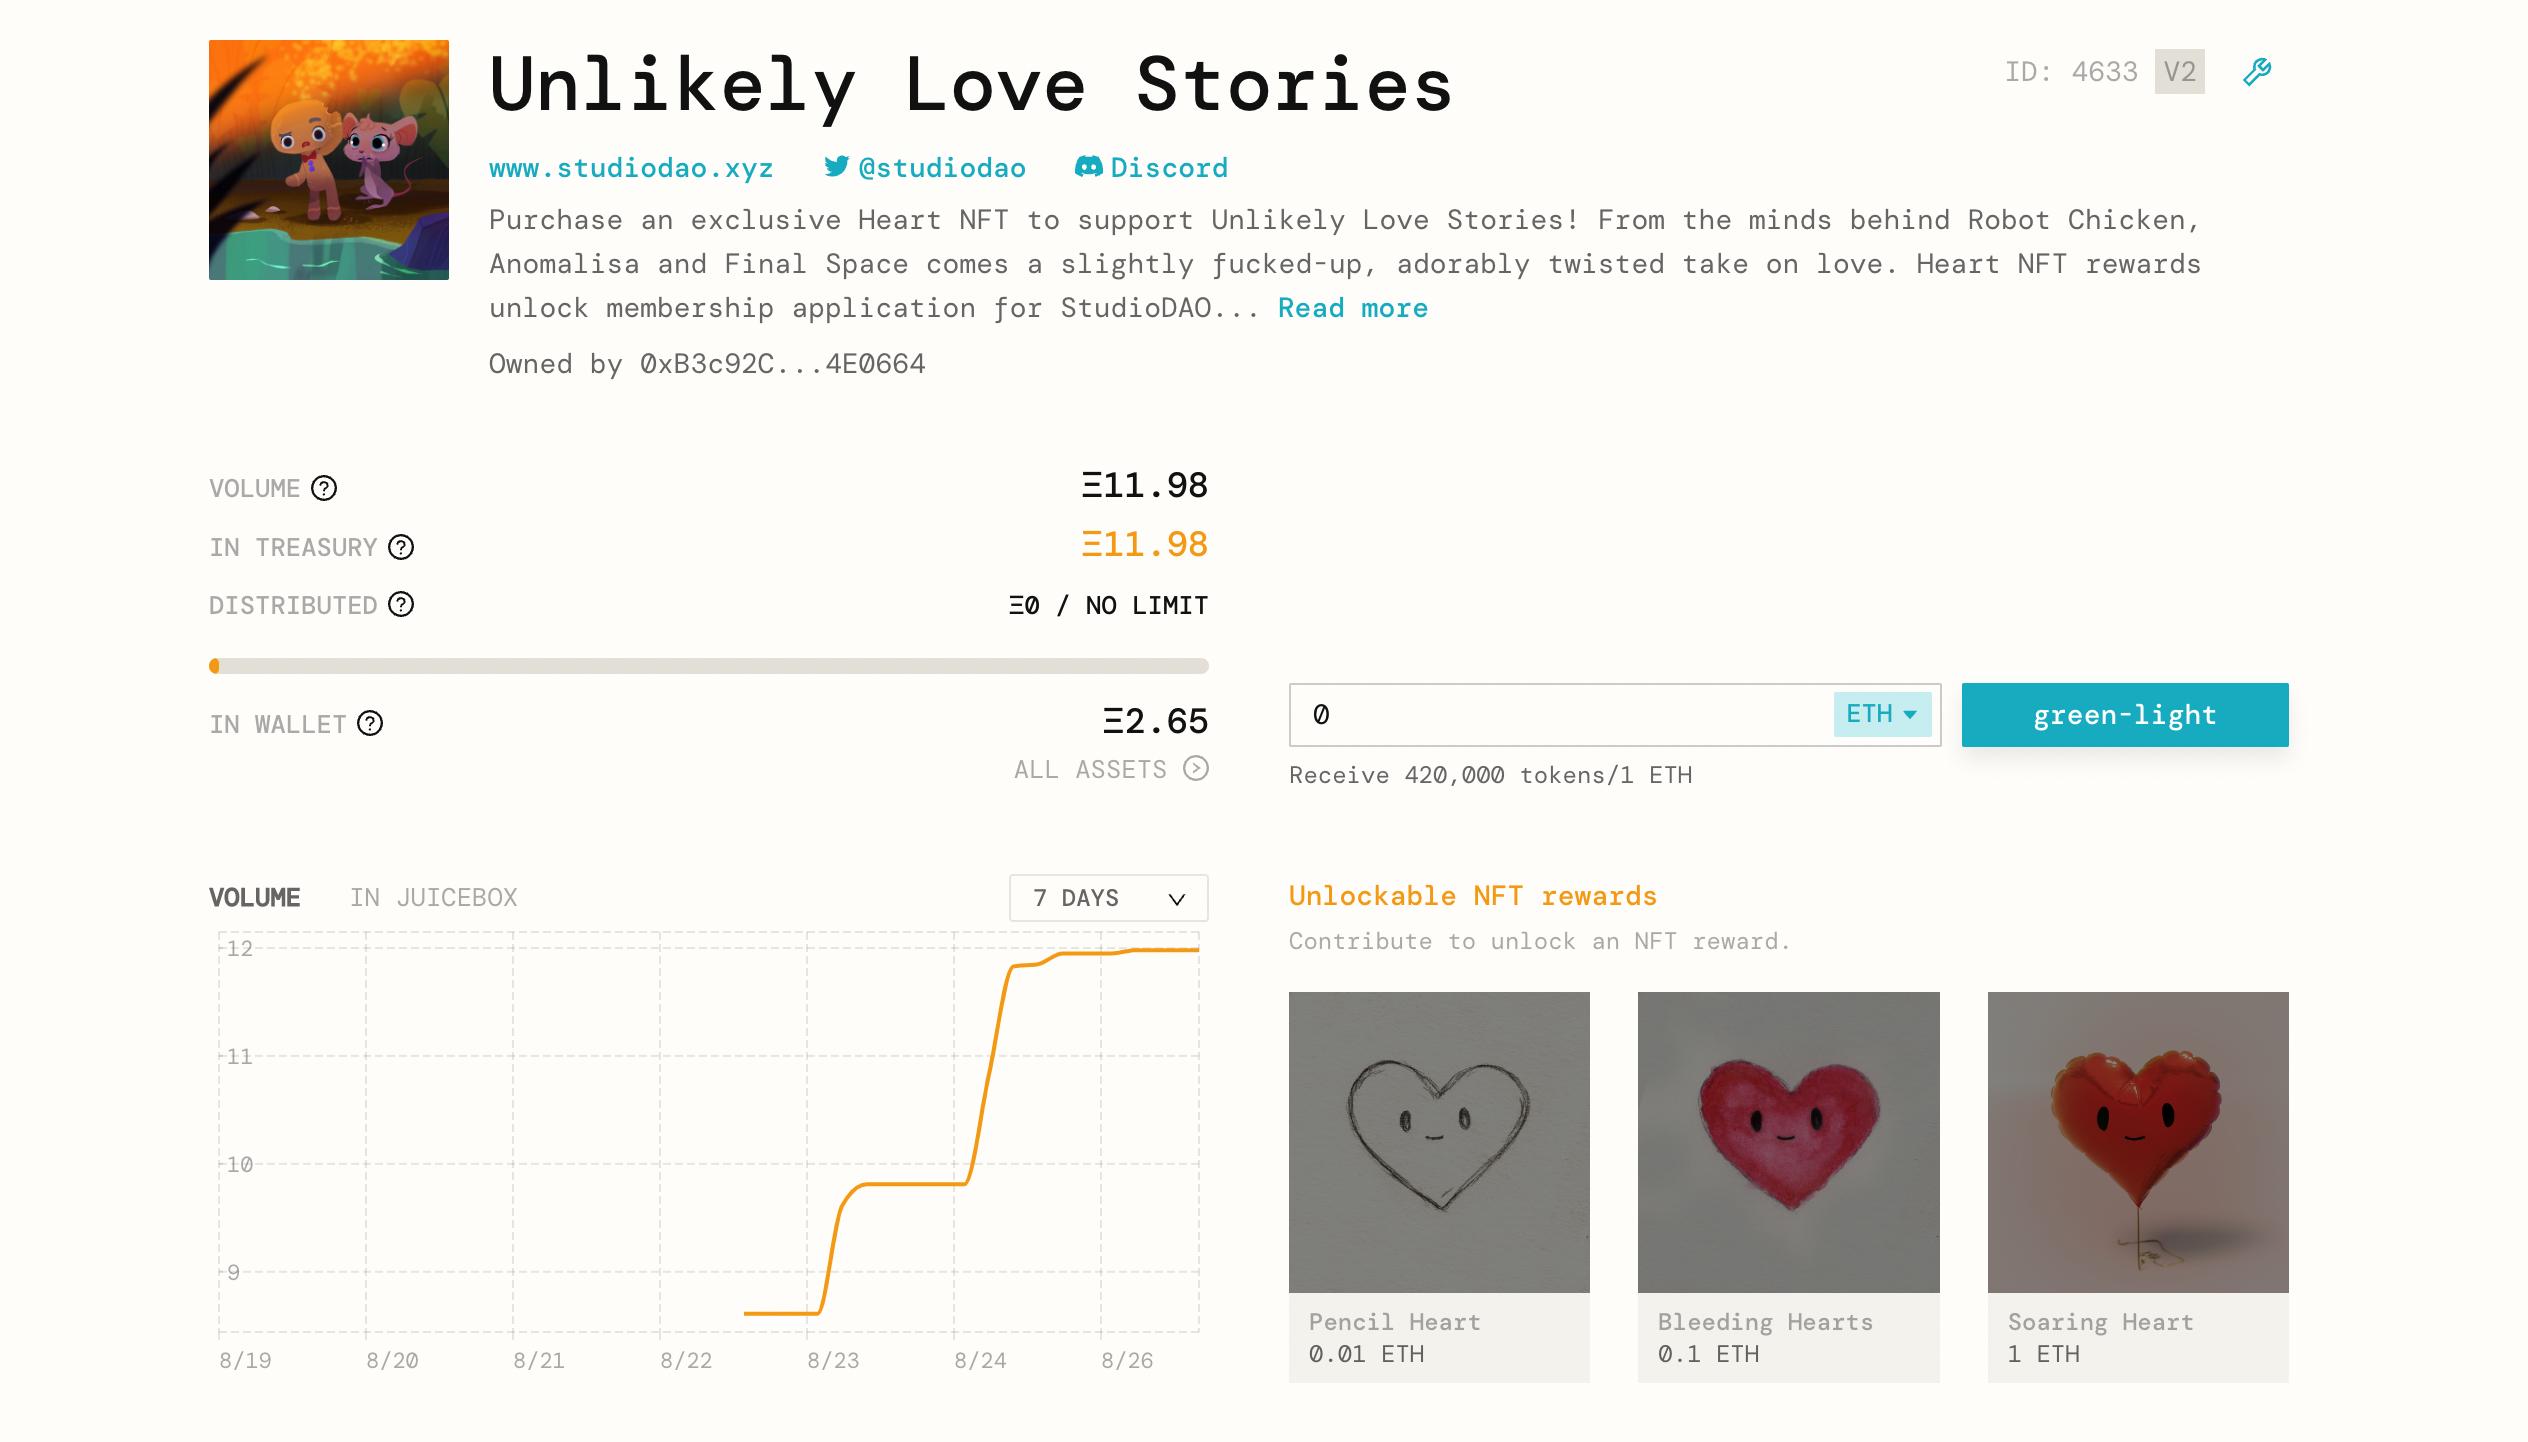 Unlikely Love Stories
ID: 4633 V2
www.studiodao.xyz @studiodao Discord
Purchase an exclusive Heart NFT to support Unlikely Love Stories! From the minds behind Robot Chicken,
Anomalisa and Final Space comes a slightly fucked-up, adorably twisted take on love. Heart NFT rewards
unlock membership application for StudioDAO... Read more
Owned by 0xB3c92C...4E0664
VOLUME Ξ11.98
IN TREASURY Ξ11.98
DISTRIBUTED Ξ0 / NO LIMIT
IN WALLET Ξ2.65
ALL ASSETS
0 ETH green-light
Receive 420,000 tokens/1 ETH
VOLUME IN JUICEBOX 7 DAYS
12
11
10
9
8/19 8/20 8/21 8/22 8/23 8/24 8/26
Unlockable NFT rewards
Contribute to unlock an NFT reward.
Pencil Heart
0.01 ETH
Bleeding Hearts
0.1 ETH
Soaring Heart
1 ETH